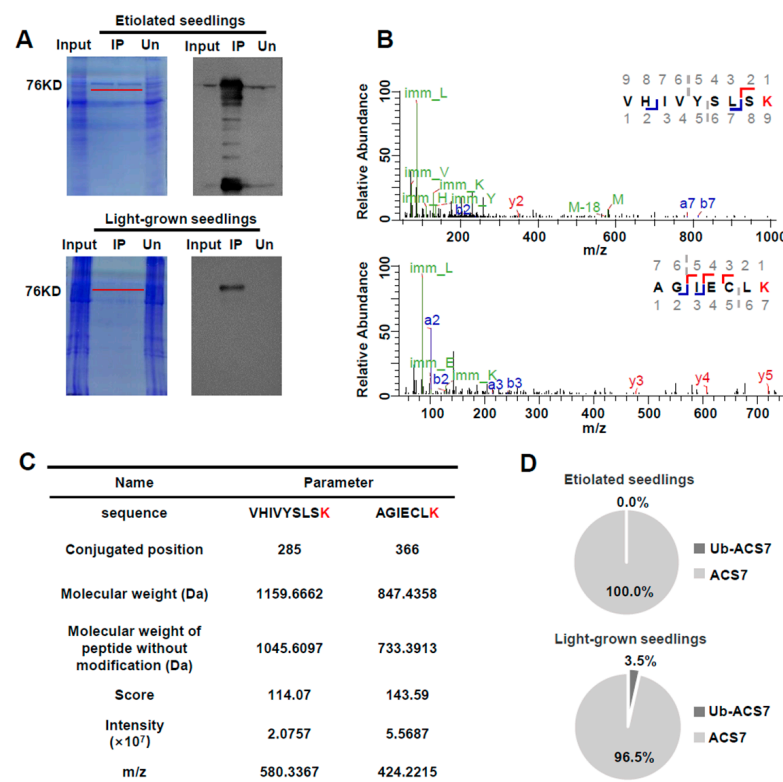 A
Etiolated seedlings
Input IP Un Input IP Un
76KD
Light-grown seedlings
Input IP Un Input IP Un
76KD
B
Relative Abundance
100
50
0
imm_L
imm_V
imm_K
imm_H
imm_Y
b2
y2
M-18
M
a7 b7
200 400 600 800 1000
m/z
9 8 7 6 5 4 3 2 1
V H I V Y S L S K
1 2 3 4 5 6 7 8 9
Relative Abundance
100
50
0
imm_L
a2
imm_E
b2
imm_K
a3 b3
y3
y4
y5
100 200 300 400 500 600 700
m/z
7 6 5 4 3 2 1
A G I E C L K
1 2 3 4 5 6 7
C
Name Parameter
sequence VHIVYSLSK AGIECLK
Conjugated position 285 366
Molecular weight (Da) 1159.6662 847.4358
Molecular weight of
peptide without
modification (Da)
1045.6097 733.3913
Score 114.07 143.59
Intensity
(×10⁷)
2.0757 5.5687
m/z 580.3367 424.2215
D
Etiolated seedlings
0.0%
100.0%
Ub-ACS7
ACS7
Light-grown seedlings
3.5%
96.5%
Ub-ACS7
ACS7